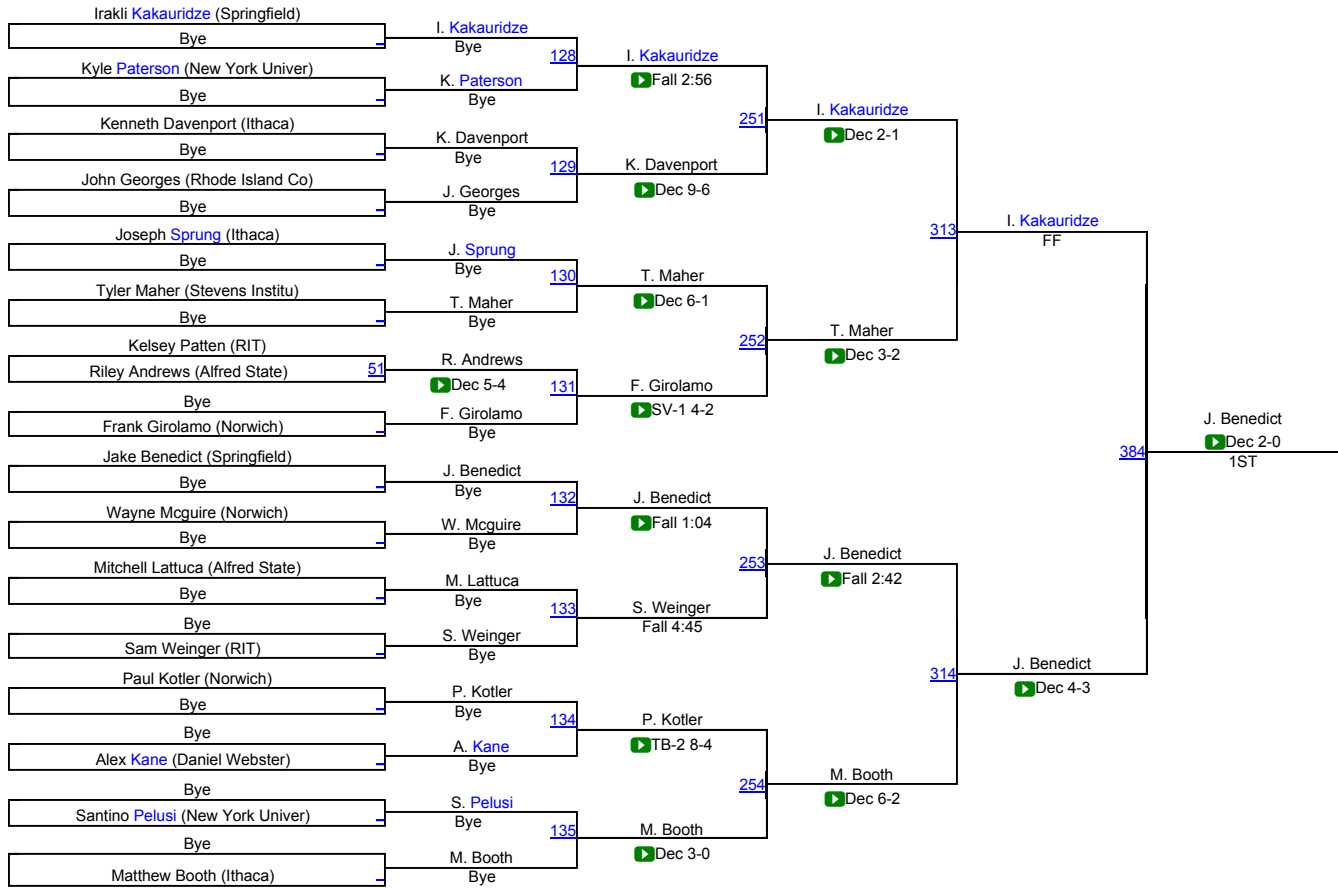 Irakli Kakauridze (Springfield)
Bye
Kyle Paterson (New York Univer)
Bye
Kenneth Davenport (Ithaca)
Bye
John Georges (Rhode Island Co)
Bye
Joseph Sprung (Ithaca)
Bye
Tyler Maher (Stevens Institu)
Bye
Kelsey Patten (RIT)
Riley Andrews (Alfred State)
51
Bye
Frank Girolamo (Norwich)
Jake Benedict (Springfield)
Bye
Wayne Mcguire (Norwich)
Bye
Mitchell Lattuca (Alfred State)
Bye
Bye
Sam Weinger (RIT)
Paul Kotler (Norwich)
Bye
Bye
Alex Kane (Daniel Webster)
Bye
Santino Pelusi (New York Univer)
Bye
Matthew Booth (Ithaca)
I. Kakauridze
Bye
128
K. Paterson
Bye
K. Davenport
Bye
129
J. Georges
Bye
J. Sprung
Bye
130
T. Maher
Bye
R. Andrews
Dec 5-4
131
F. Girolamo
Bye
J. Benedict
Bye
132
W. Mcguire
Bye
M. Lattuca
Bye
133
S. Weinger
Bye
P. Kotler
Bye
134
A. Kane
Bye
S. Pelusi
Bye
135
M. Booth
Bye
I. Kakauridze
Fall 2:56
251
K. Davenport
Dec 9-6
T. Maher
Dec 6-1
252
F. Girolamo
SV-1 4-2
J. Benedict
Fall 1:04
253
S. Weinger
Fall 4:45
P. Kotler
TB-2 8-4
254
M. Booth
Dec 3-0
I. Kakauridze
Dec 2-1
313
T. Maher
Dec 3-2
J. Benedict
Fall 2:42
314
M. Booth
Dec 6-2
I. Kakauridze
FF
384
J. Benedict
Dec 4-3
J. Benedict
Dec 2-0
1ST